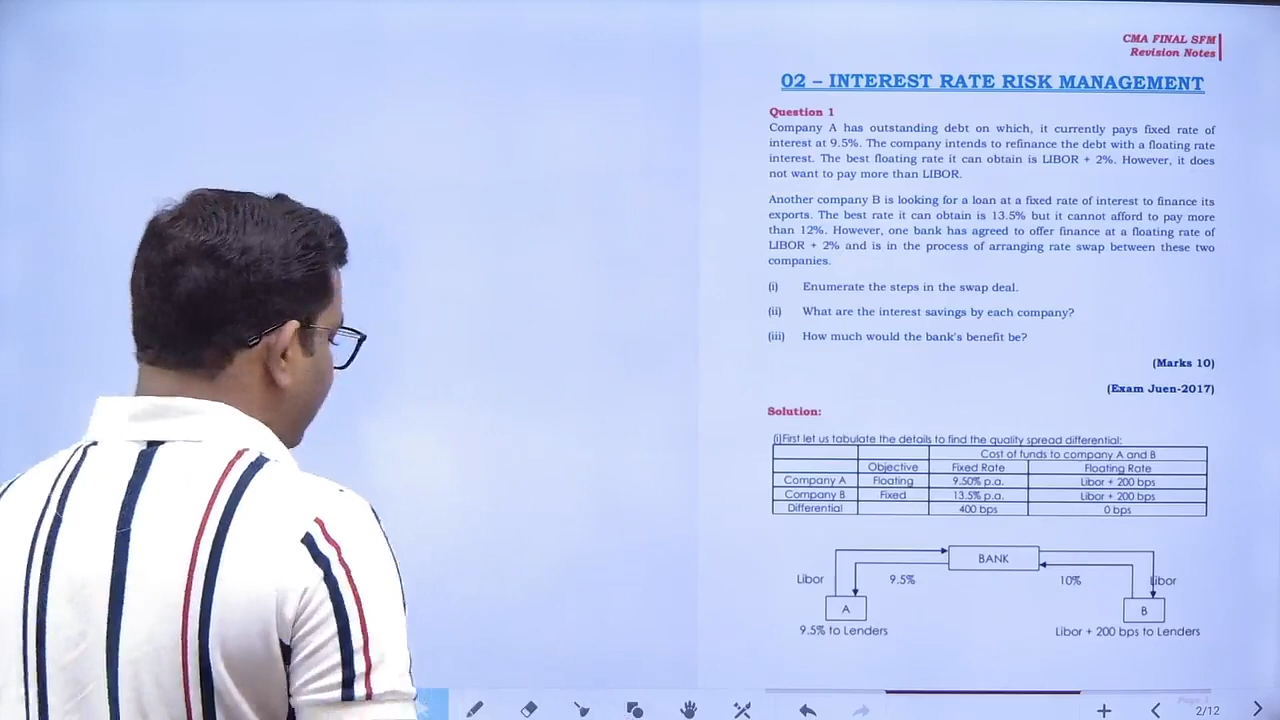 CMA FINAL SFM
Revision Notes
02 – INTEREST RATE RISK MANAGEMENT
Question 1
Company A has outstanding debt on which, it currently pays fixed rate of
interest at 9.5%. The company intends to refinance the debt with a floating rate
interest. The best floating rate it can obtain is LIBOR + 2%. However, it does
not want to pay more than LIBOR.
Another company B is looking for a loan at a fixed rate of interest to finance its
exports. The best rate it can obtain is 13.5% but it cannot afford to pay more
than 12%. However, one bank has agreed to offer finance at a floating rate of
LIBOR + 2% and is in the process of arranging rate swap between these two
companies.
(i) Enumerate the steps in the swap deal.
(ii) What are the interest savings by each company?
(iii) How much would the bank's benefit be?
(Marks 10)
(Exam Juen-2017)
Solution:
(i)First let us tabulate the details to find the quality spread differential:
Cost of funds to company A and B
Objective Fixed Rate Floating Rate
Company A Floating 9.50% p.a. Libor + 200 bps
Company B Fixed 13.5% p.a. Libor + 200 bps
Differential 400 bps 0 bps
BANK
Libor 9.5% 10% Libor
A B
9.5% to Lenders Libor + 200 bps to Lenders
2/12